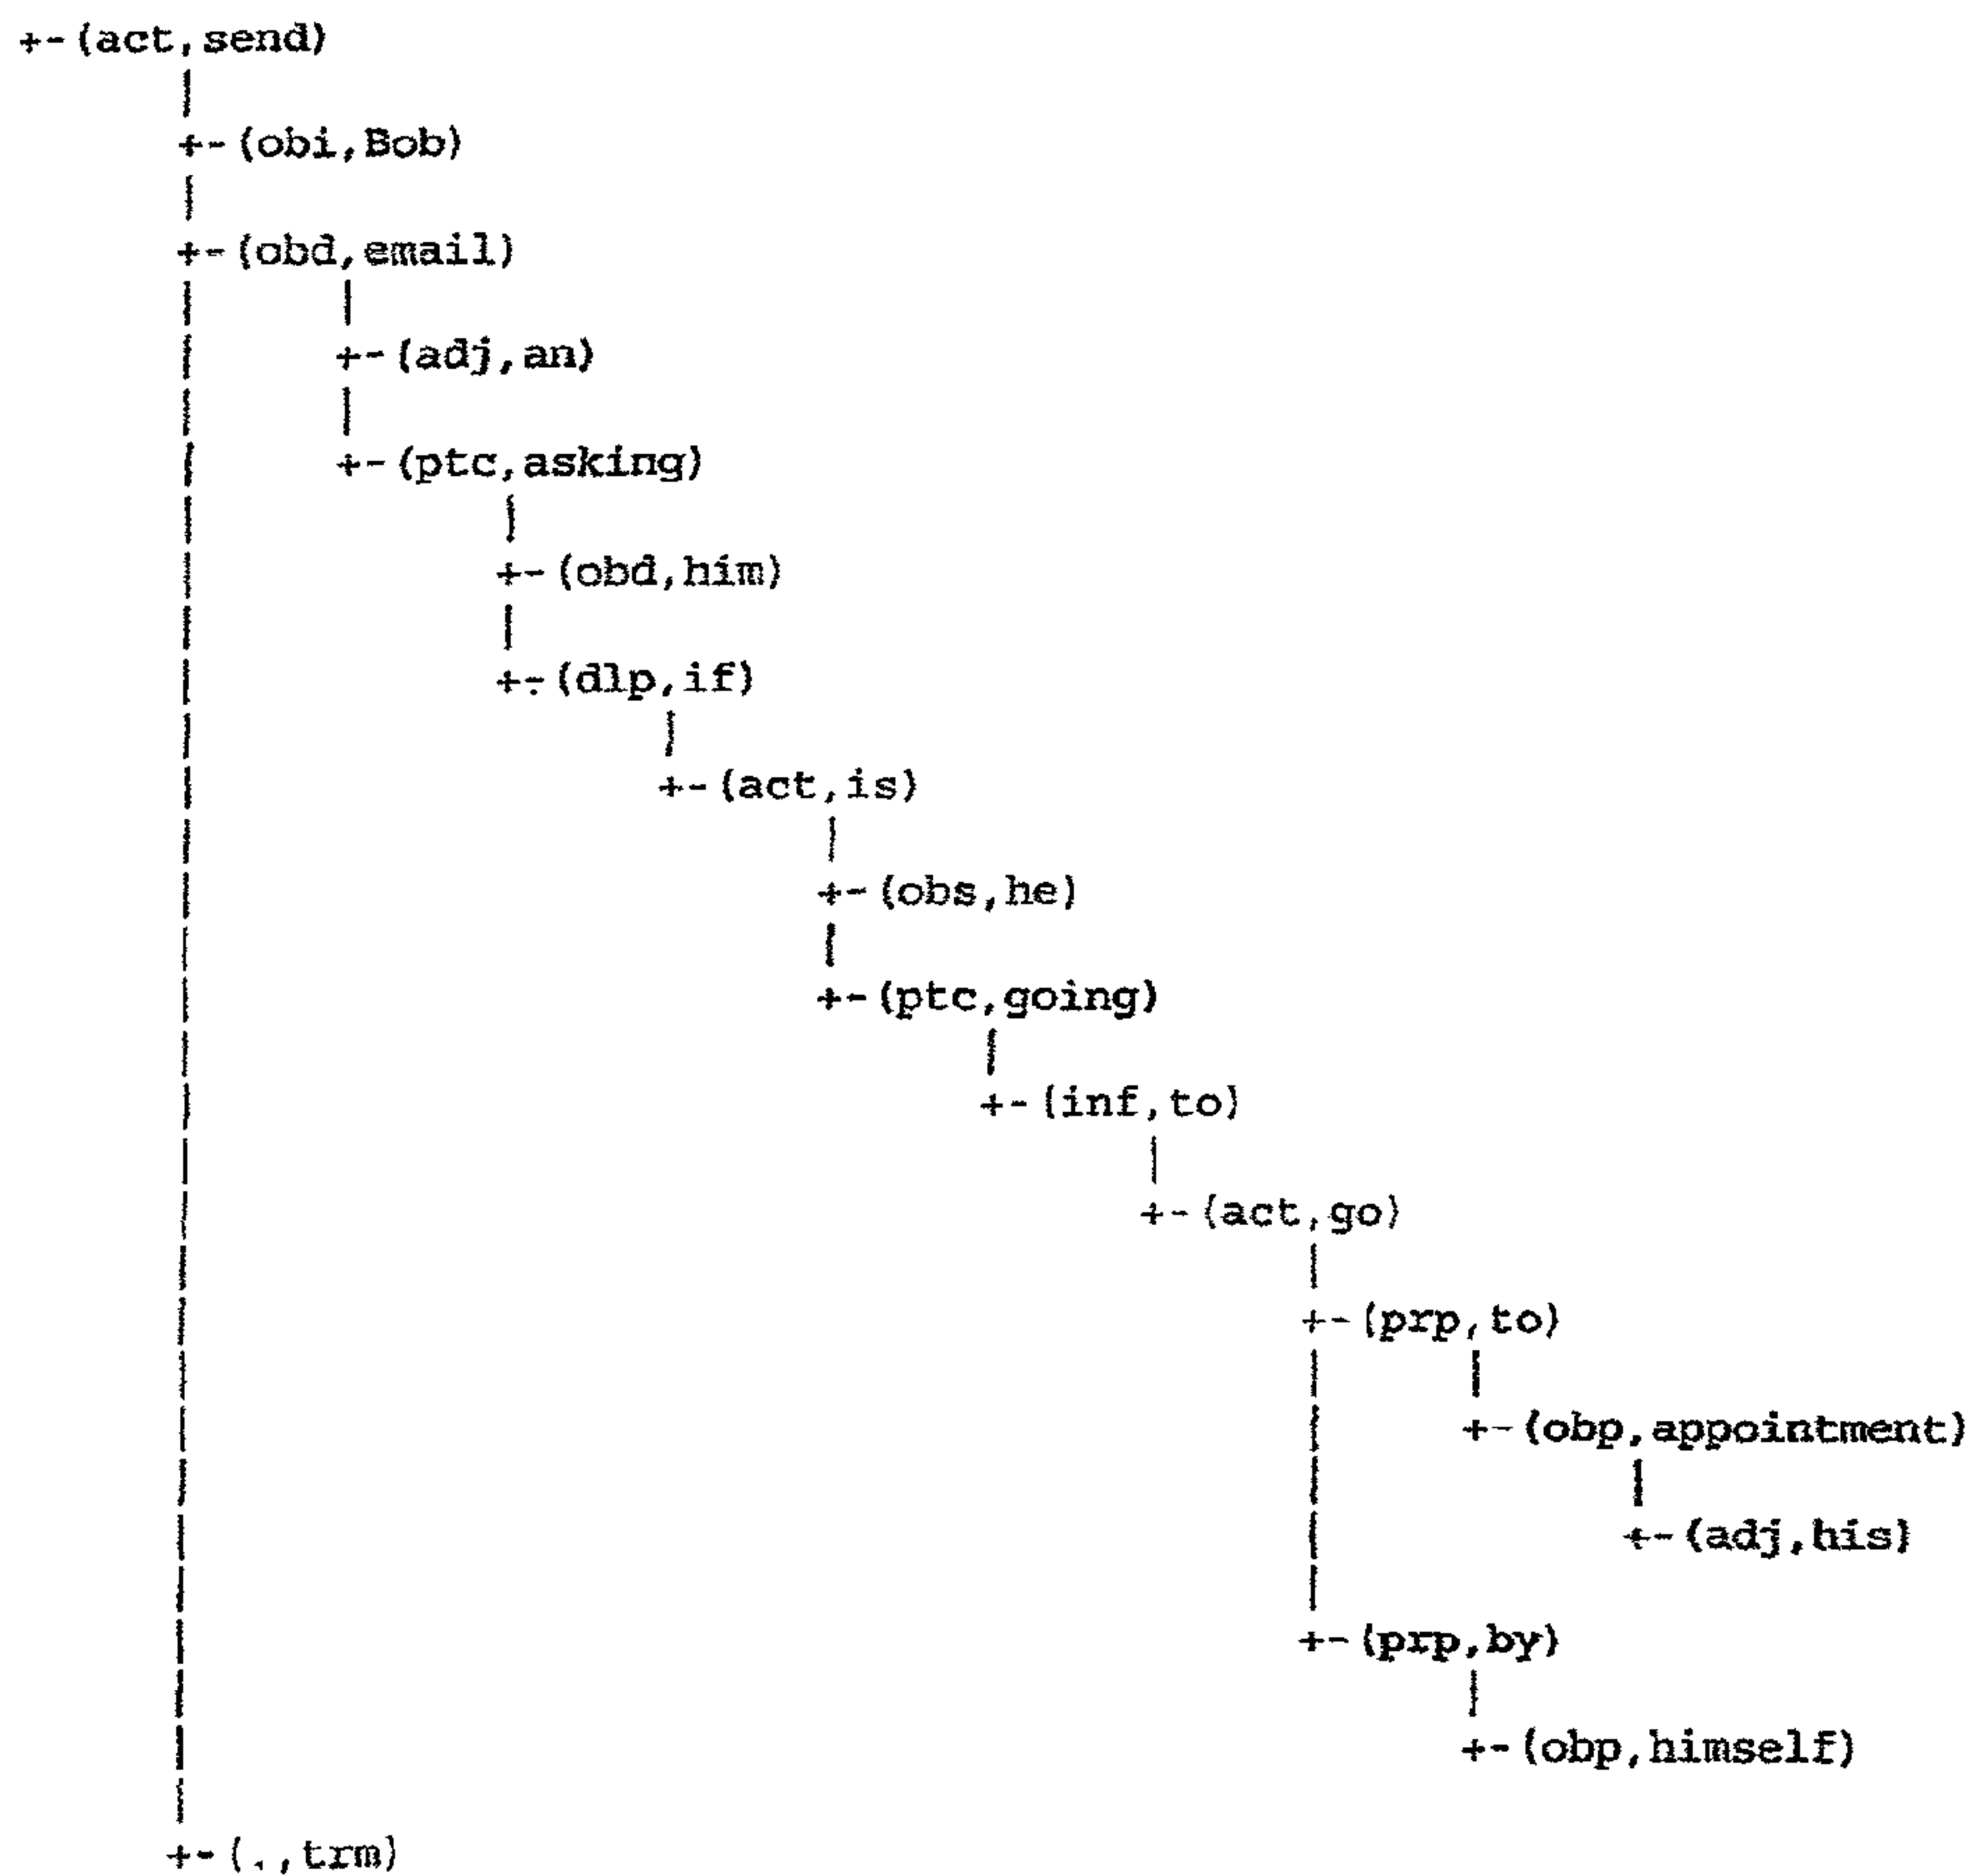 +-(act,send)
+-(obi,Bob)
+-(obd,email)
+-(adj,an)
+-(ptc,asking)
+-(obd,him)
+-(dlp,if)
+-(act,is)
+-(obs,he)
+-(ptc,going)
+-(inf,to)
+-(act,go)
+-(prp,to)
+-(obp,appointment)
+-(adj,his)
+-(prp,by)
+-(obp,himself)
+-(.,trm)